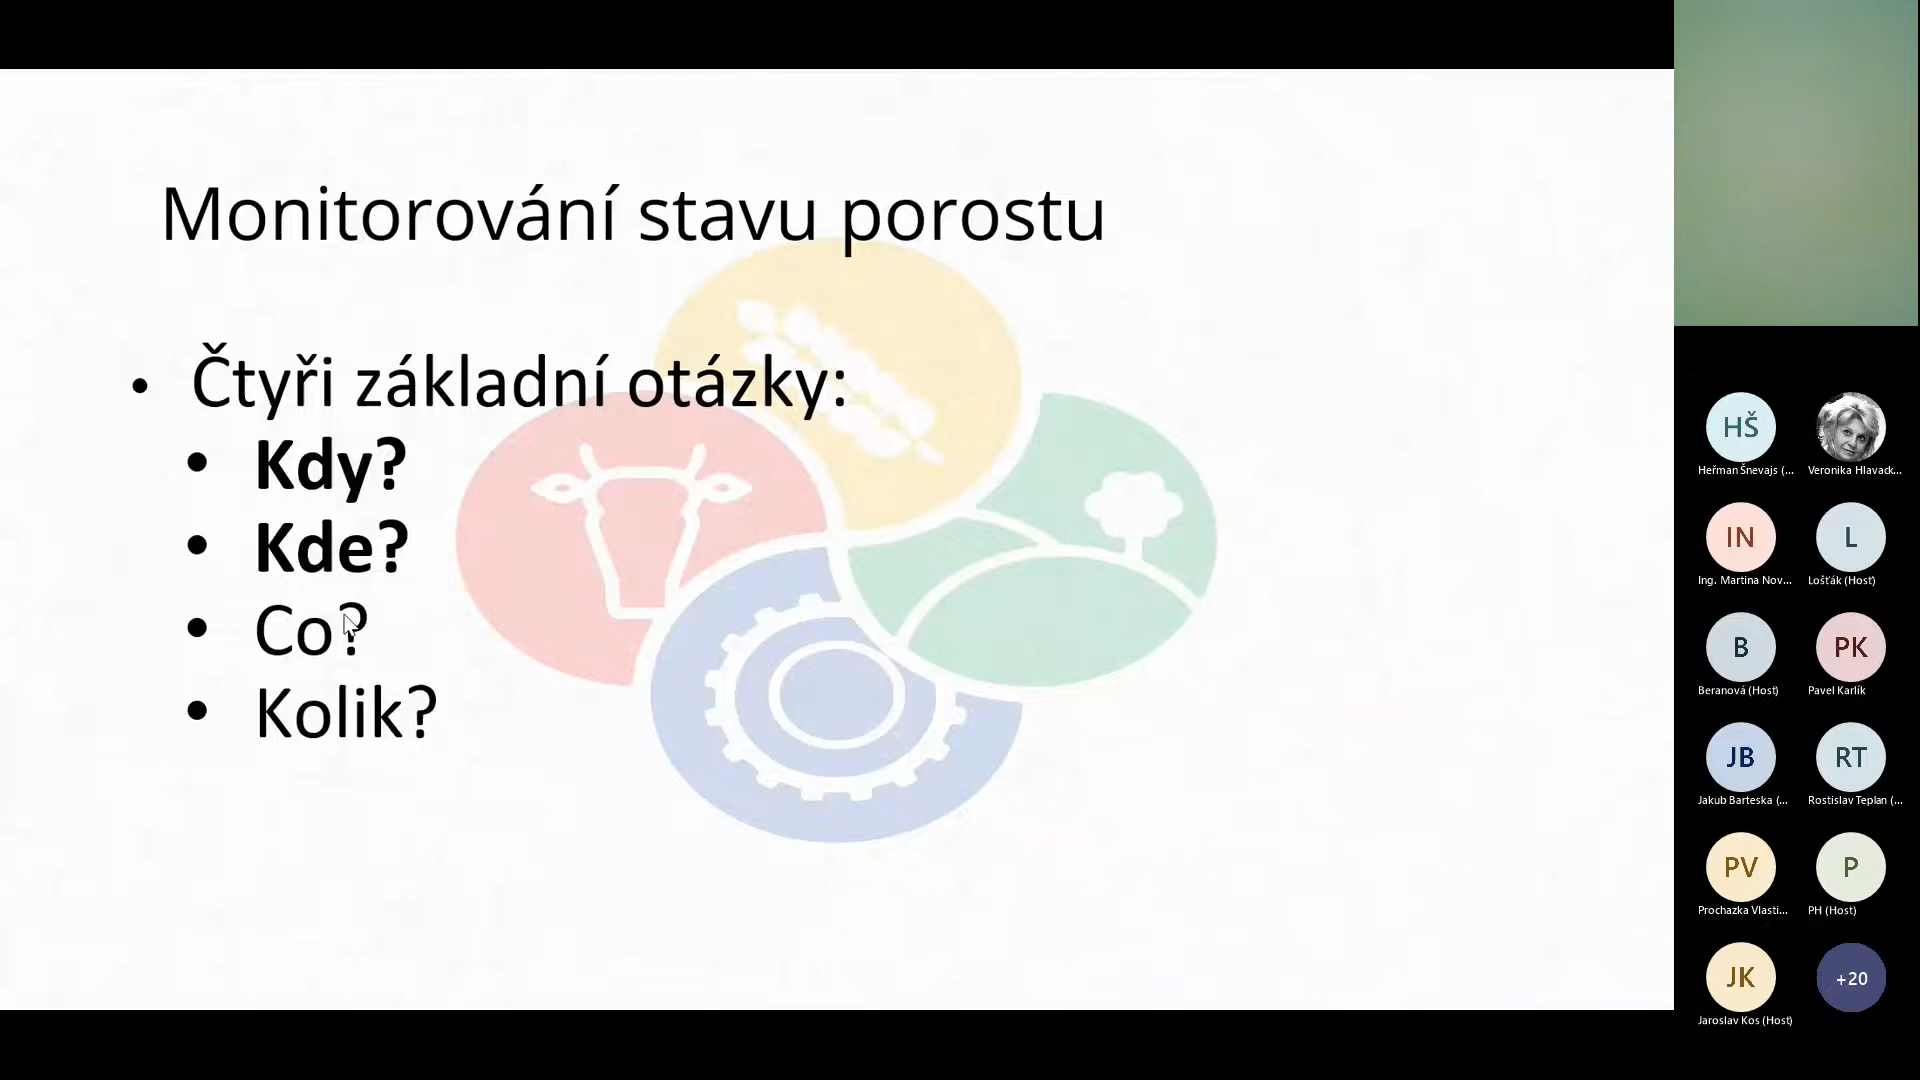 Monitorování stavu porostu
• Čtyři základní otázky:
• Kdy?
• Kde?
• Co?
• Kolik?
HŠ
Heřman Šnevajs (...
Veronika Hlavack...
IN
Ing. Martina Nov...
L
Lošťák (Host)
B
Beranová (Host)
PK
Pavel Karlík
JB
Jakub Barteska (...
RT
Rostislav Teplan (...
PV
Prochazka Vlasti...
P
PH (Host)
JK
Jaroslav Kos (Host)
+20